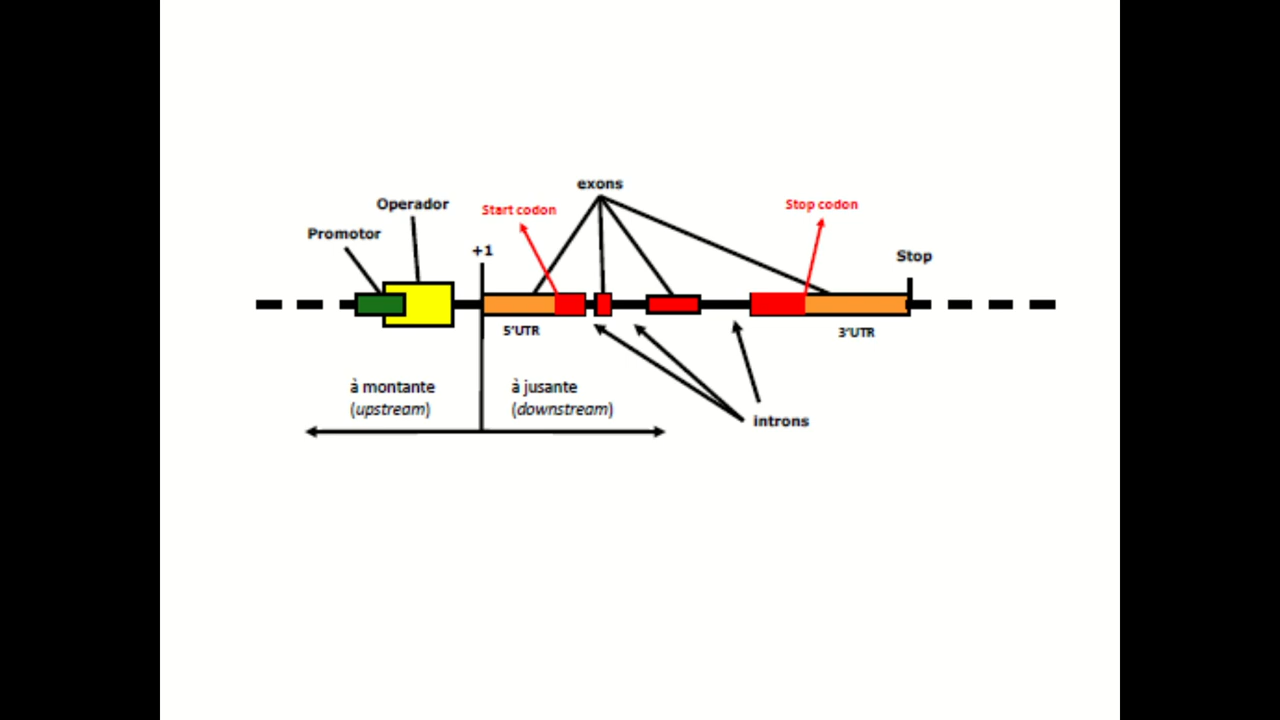 exons
Operador
Start codon
Stop codon
Promotor
+1
Stop
5'UTR
3'UTR
à montante
(upstream)
à jusante
(downstream)
introns